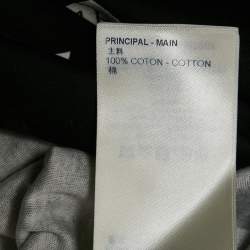 PRINCIPAL - MAIN
主料
100% COTON - COTTON
棉